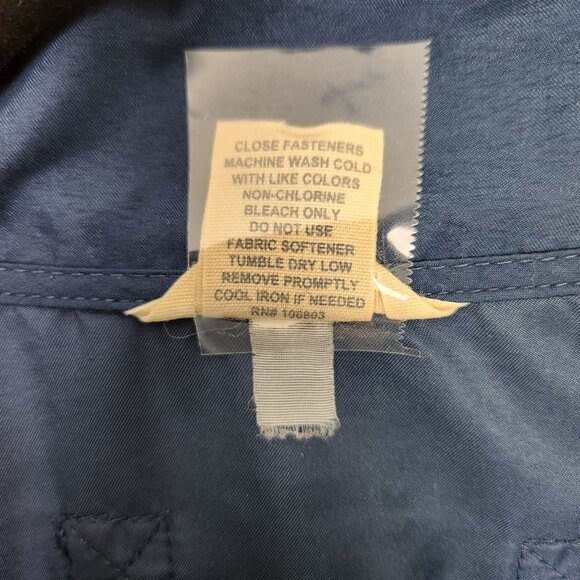 CLOSE FASTENERS
MACHINE WASH COLD
WITH LIKE COLORS
NON-CHLORINE
BLEACH ONLY
DO NOT USE
FABRIC SOFTENER
TUMBLE DRY LOW
REMOVE PROMPTLY
COOL IRON IF NEEDED
RN# 106803